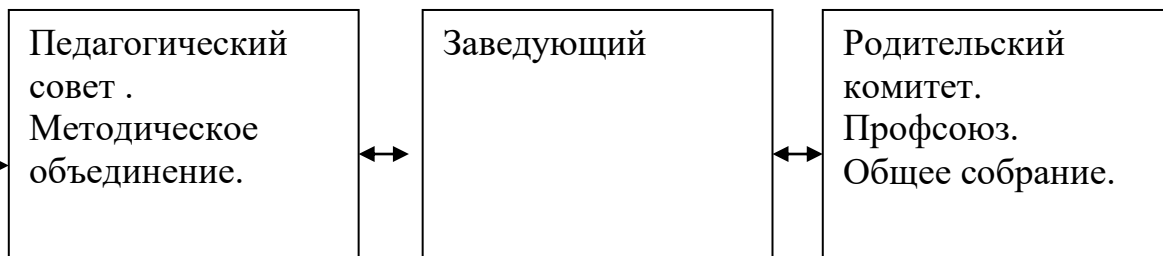 Педагогический
совет .
Методическое
объединение.
Заведующий
Родительский
комитет.
Профсоюз.
Общее собрание.